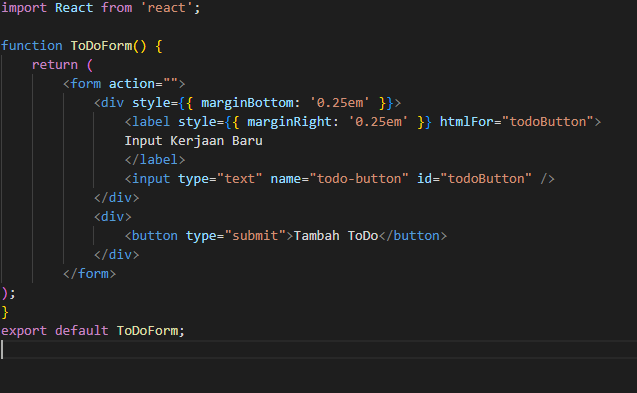 import React from 'react';
function ToDoForm() {
return (
<form action="">
<div style={{ marginBottom: '0.25em' }}>
<label style={{ marginRight: '0.25em' }} htmlFor="todoButton">
Input Kerjaan Baru
</label>
<input type="text" name="todo-button" id="todoButton" />
</div>
<div>
<button type="submit">Tambah ToDo</button>
</div>
</form>
);
}
export default ToDoForm;